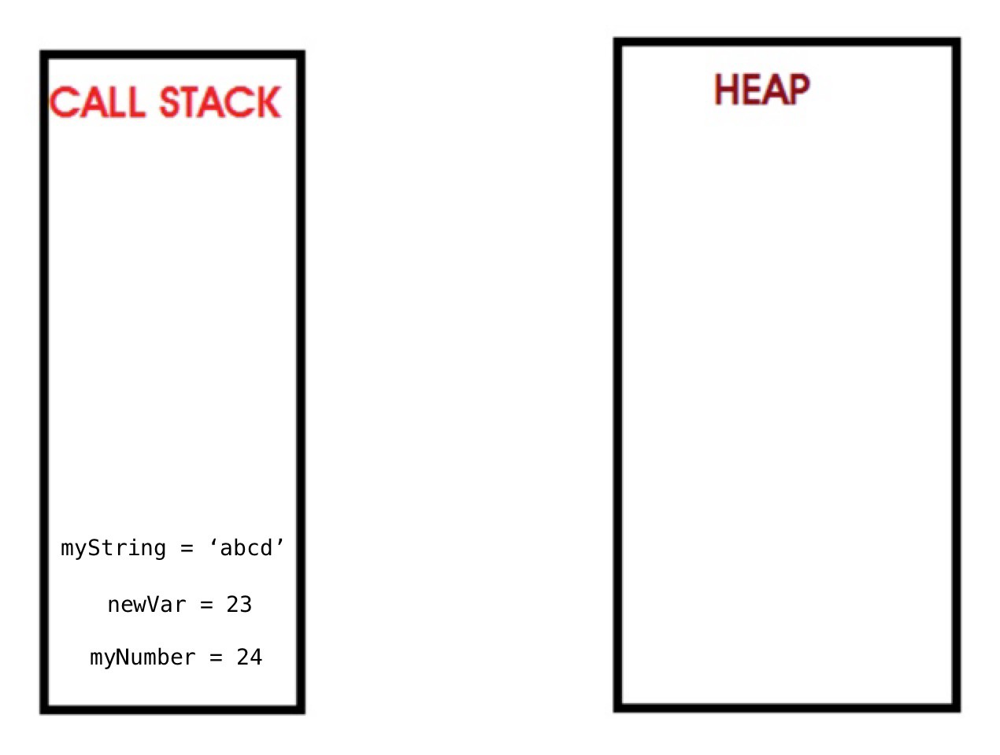 CALL STACK
HEAP
myString = ‘abcd’
newVar = 23
myNumber = 24